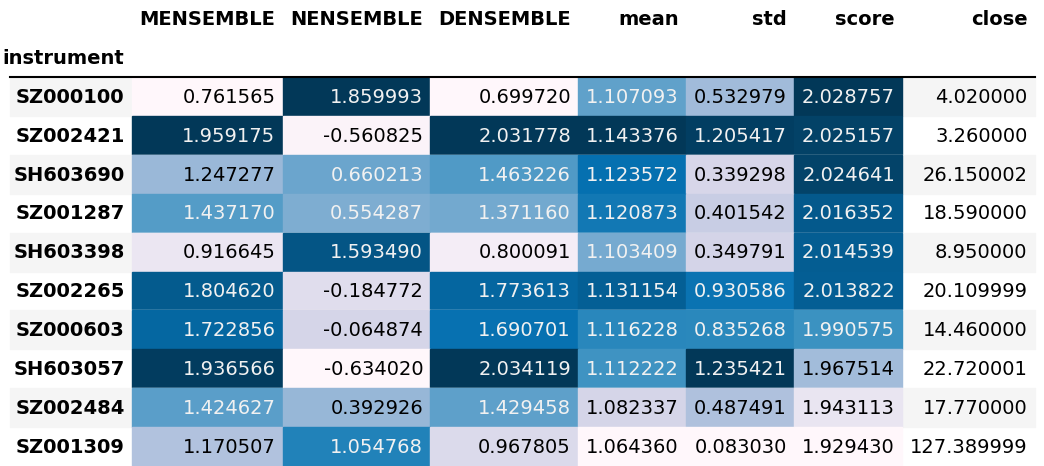 MENSEMBLE NENSEMBLE DENSEMBLE mean std score close
instrument
SZ000100 0.761565 1.859993 0.699720 1.107093 0.532979 2.028757 4.020000
SZ002421 1.959175 -0.560825 2.031778 1.143376 1.205417 2.025157 3.260000
SH603690 1.247277 0.660213 1.463226 1.123572 0.339298 2.024641 26.150002
SZ001287 1.437170 0.554287 1.371160 1.120873 0.401542 2.016352 18.590000
SH603398 0.916645 1.593490 0.800091 1.103409 0.349791 2.014539 8.950000
SZ002265 1.804620 -0.184772 1.773613 1.131154 0.930586 2.013822 20.109999
SZ000603 1.722856 -0.064874 1.690701 1.116228 0.835268 1.990575 14.460000
SH603057 1.936566 -0.634020 2.034119 1.112222 1.235421 1.967514 22.720001
SZ002484 1.424627 0.392926 1.429458 1.082337 0.487491 1.943113 17.770000
SZ001309 1.170507 1.054768 0.967805 1.064360 0.083030 1.929430 127.389999